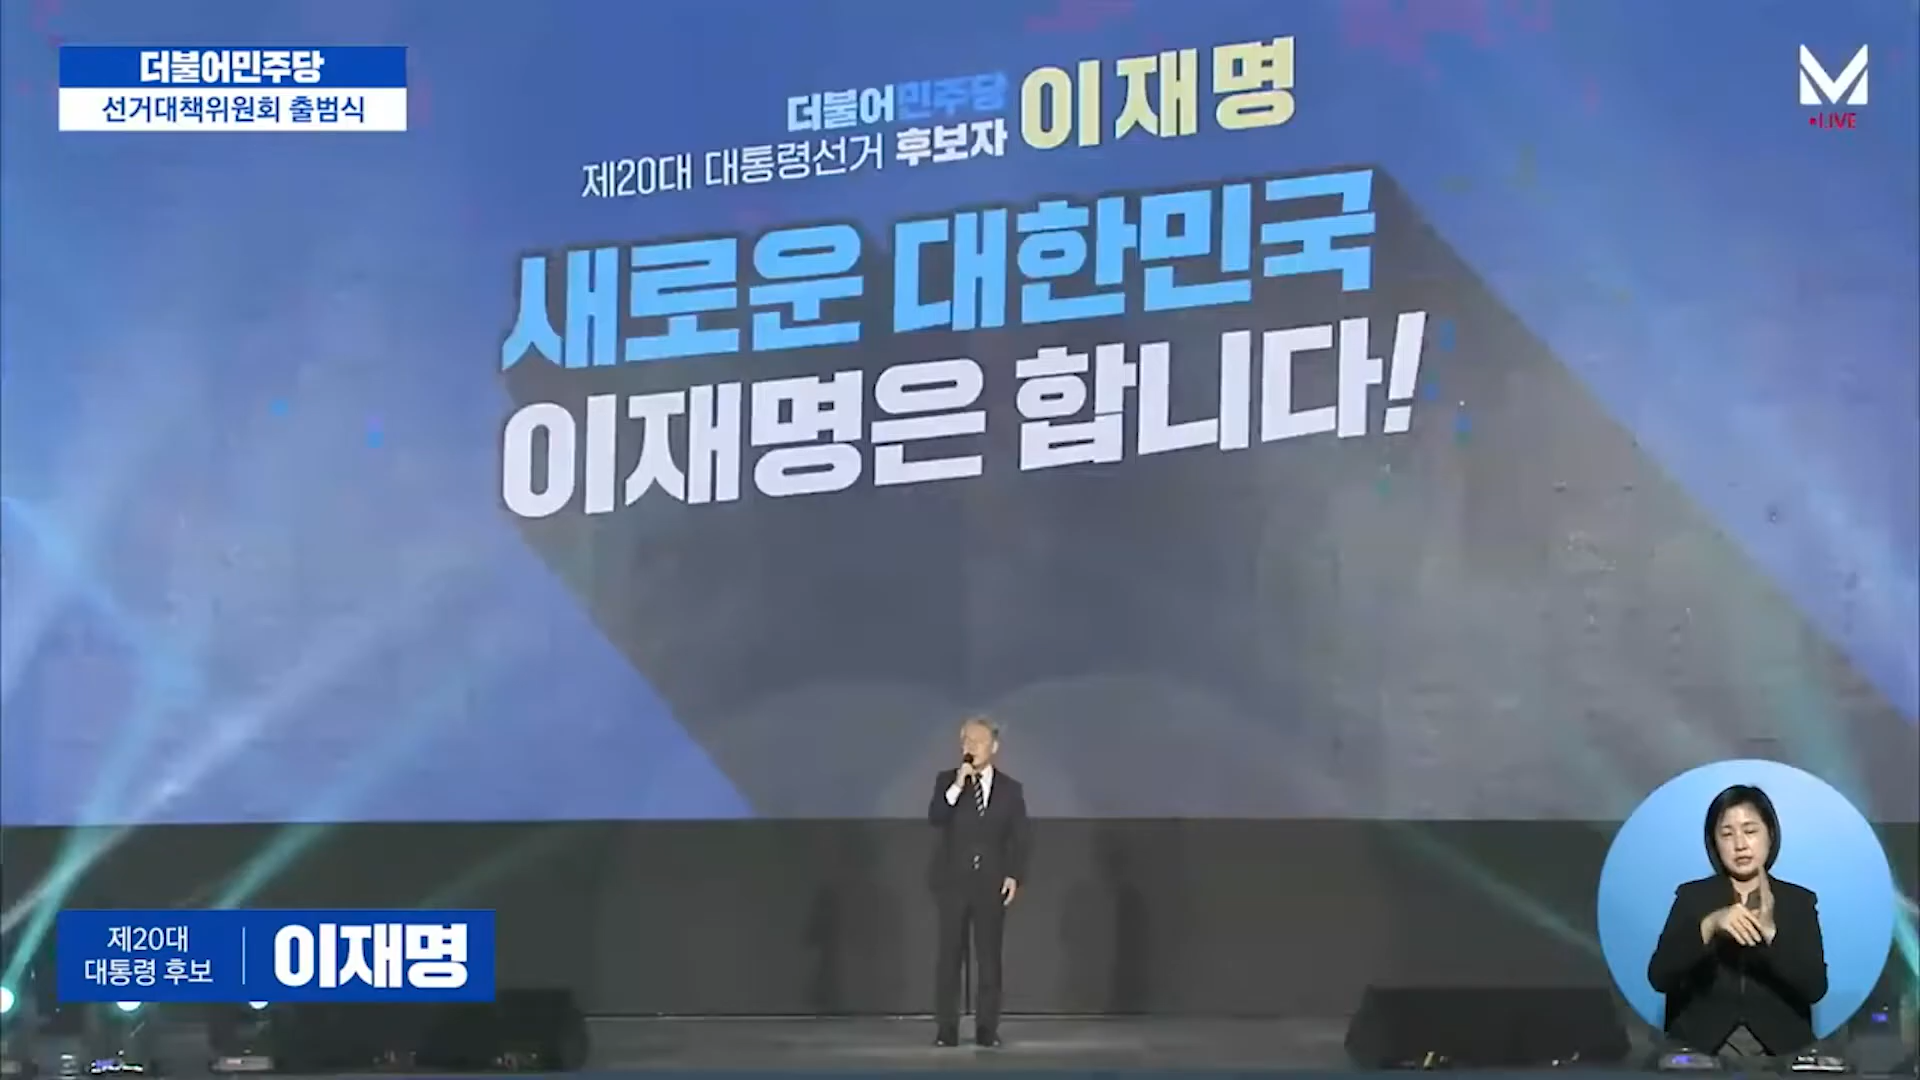 더불어민주당
선거대책위원회 출범식
더불어민주당
제20대 대통령선거 후보자 이재명
새로운 대한민국
이재명은 합니다!
LIVE
제20대
대통령 후보
이재명